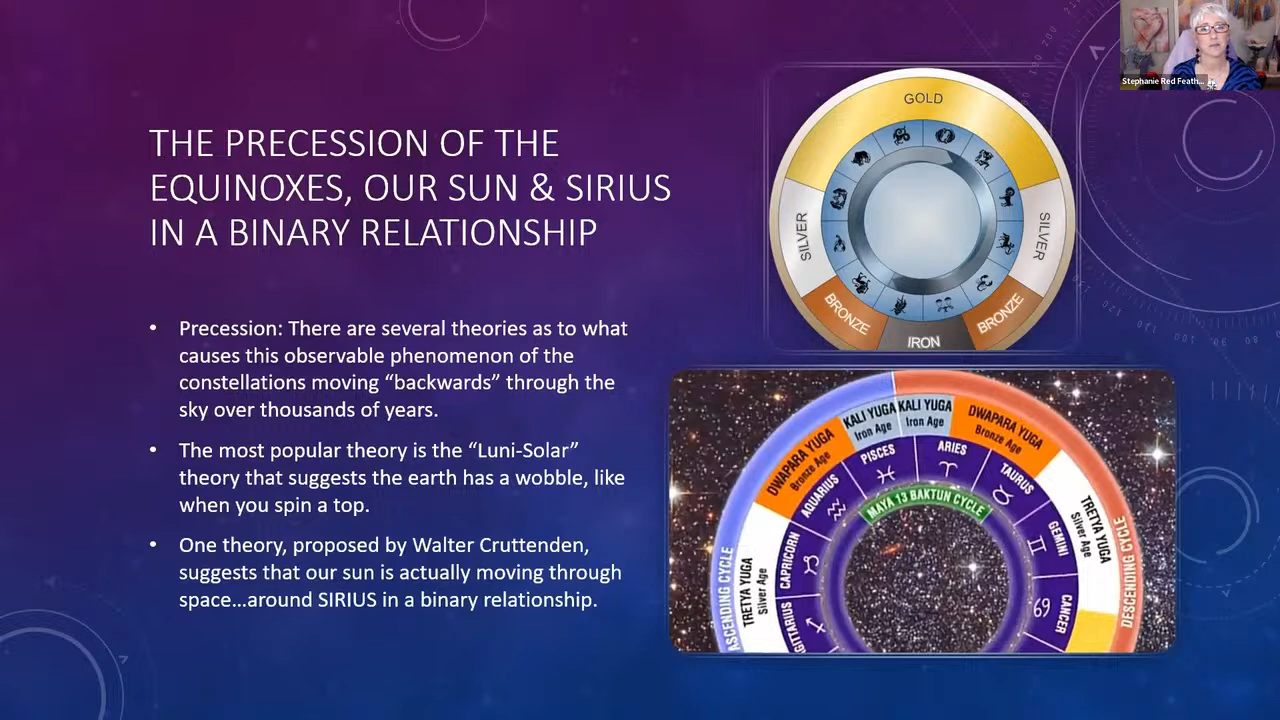 Stephanie Red Feath...
THE PRECESSION OF THE
EQUINOXES, OUR SUN & SIRIUS
IN A BINARY RELATIONSHIP
• Precession: There are several theories as to what
causes this observable phenomenon of the
constellations moving “backwards” through the
sky over thousands of years.
• The most popular theory is the “Luni-Solar”
theory that suggests the earth has a wobble, like
when you spin a top.
• One theory, proposed by Walter Cruttenden,
suggests that our sun is actually moving through
space…around SIRIUS in a binary relationship.
GOLD
SILVER
SILVER
BRONZE
IRON
BRONZE
ASCENDING CYCLE
TRETYA YUGA
Silver Age
DWAPARA YUGA
Bronze Age
KALI YUGA
Iron Age
KALI YUGA
Iron Age
DWAPARA YUGA
Bronze Age
TRETYA YUGA
Silver Age
DESCENDING CYCLE
CAPRICORN
AQUARIUS
PISCES
ARIES
TAURUS
GEMINI
CANCER
MAYA 13 BAKTUN CYCLE